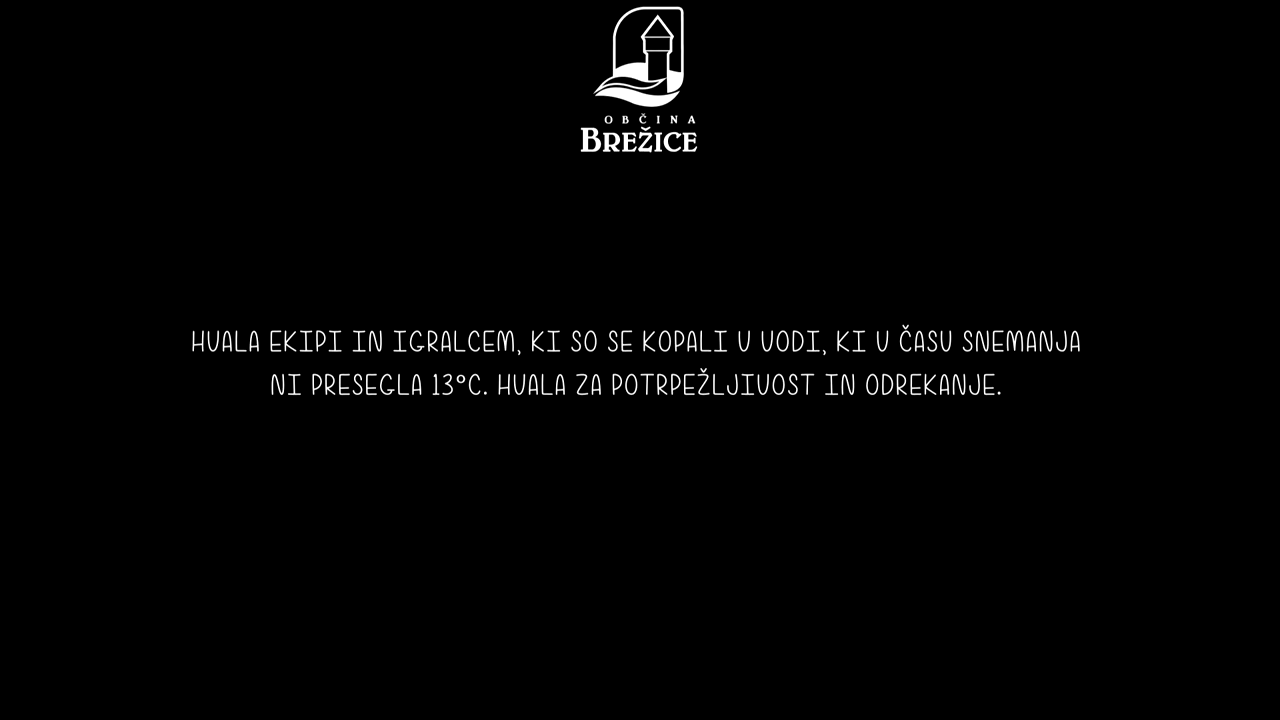 OBČINA
BREŽICE
HVALA EKIPI IN IGRALCEM, KI SO SE KOPALI V VODI, KI V ČASU SNEMANJA
NI PRESEGLA 13°C. HVALA ZA POTRPEŽLJIVOST IN ODREKANJE.